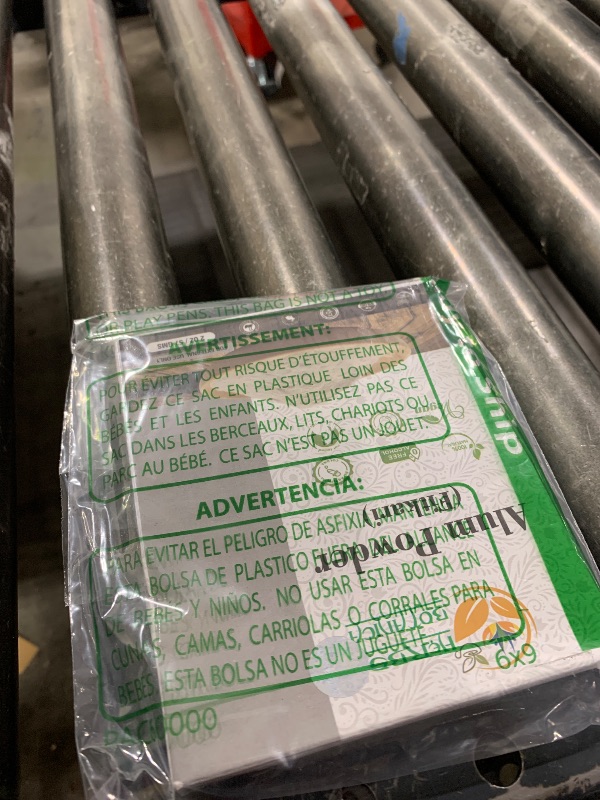 OR PLAY PENS. THIS BAG IS NOT A TOY
AVERTISSEMENT:
POUR ÉVITER TOUT RISQUE D'ÉTOUFFEMENT,
GARDEZ CE SAC EN PLASTIQUE LOIN DES
BÉBÉS ET LES ENFANTS. N'UTILISEZ PAS CE
SAC DANS LES BERCEAUX, LITS, CHARIOTS OU
PARC AU BÉBÉ. CE SAC N'EST PAS UN JOUET.
ADVERTENCIA:
PARA EVITAR EL PELIGRO DE ASFIXIA
ESTA BOLSA DE PLASTICO
DE BEBES Y NIÑOS. NO USAR ESTA BOLSA EN
CUNAS, CAMAS, CARRIOLAS O CORRALES PARA
BEBÉS. ESTA BOLSA NO ES UN JUGUETE.
6x9
Alum Powder
(Fitkari)
Botanica